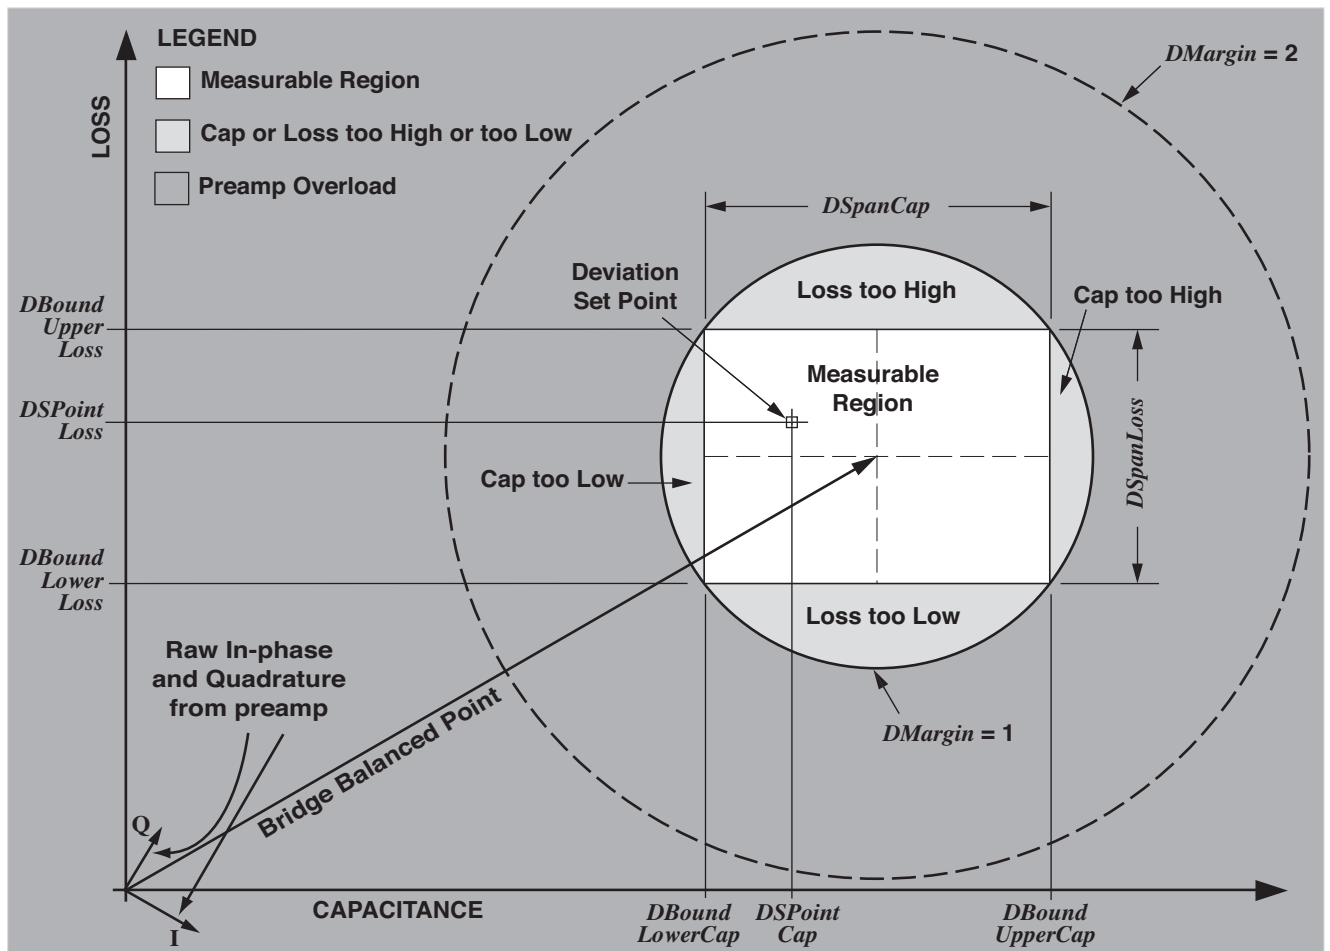 LEGEND
Measurable Region
Cap or Loss too High or too Low
Preamp Overload
LOSS
DMargin = 2
DSpanCap
Deviation
Set Point
Loss too High
Cap too High
DBound
Upper
Loss
Measurable
Region
DSPoint
Loss
DSpanLoss
Cap too Low
DBound
Lower
Loss
Loss too Low
Raw In-phase
and Quadrature
from preamp
DMargin = 1
Bridge Balanced Point
Q
I
CAPACITANCE
DBound
LowerCap
DSPoint
Cap
DBound
UpperCap